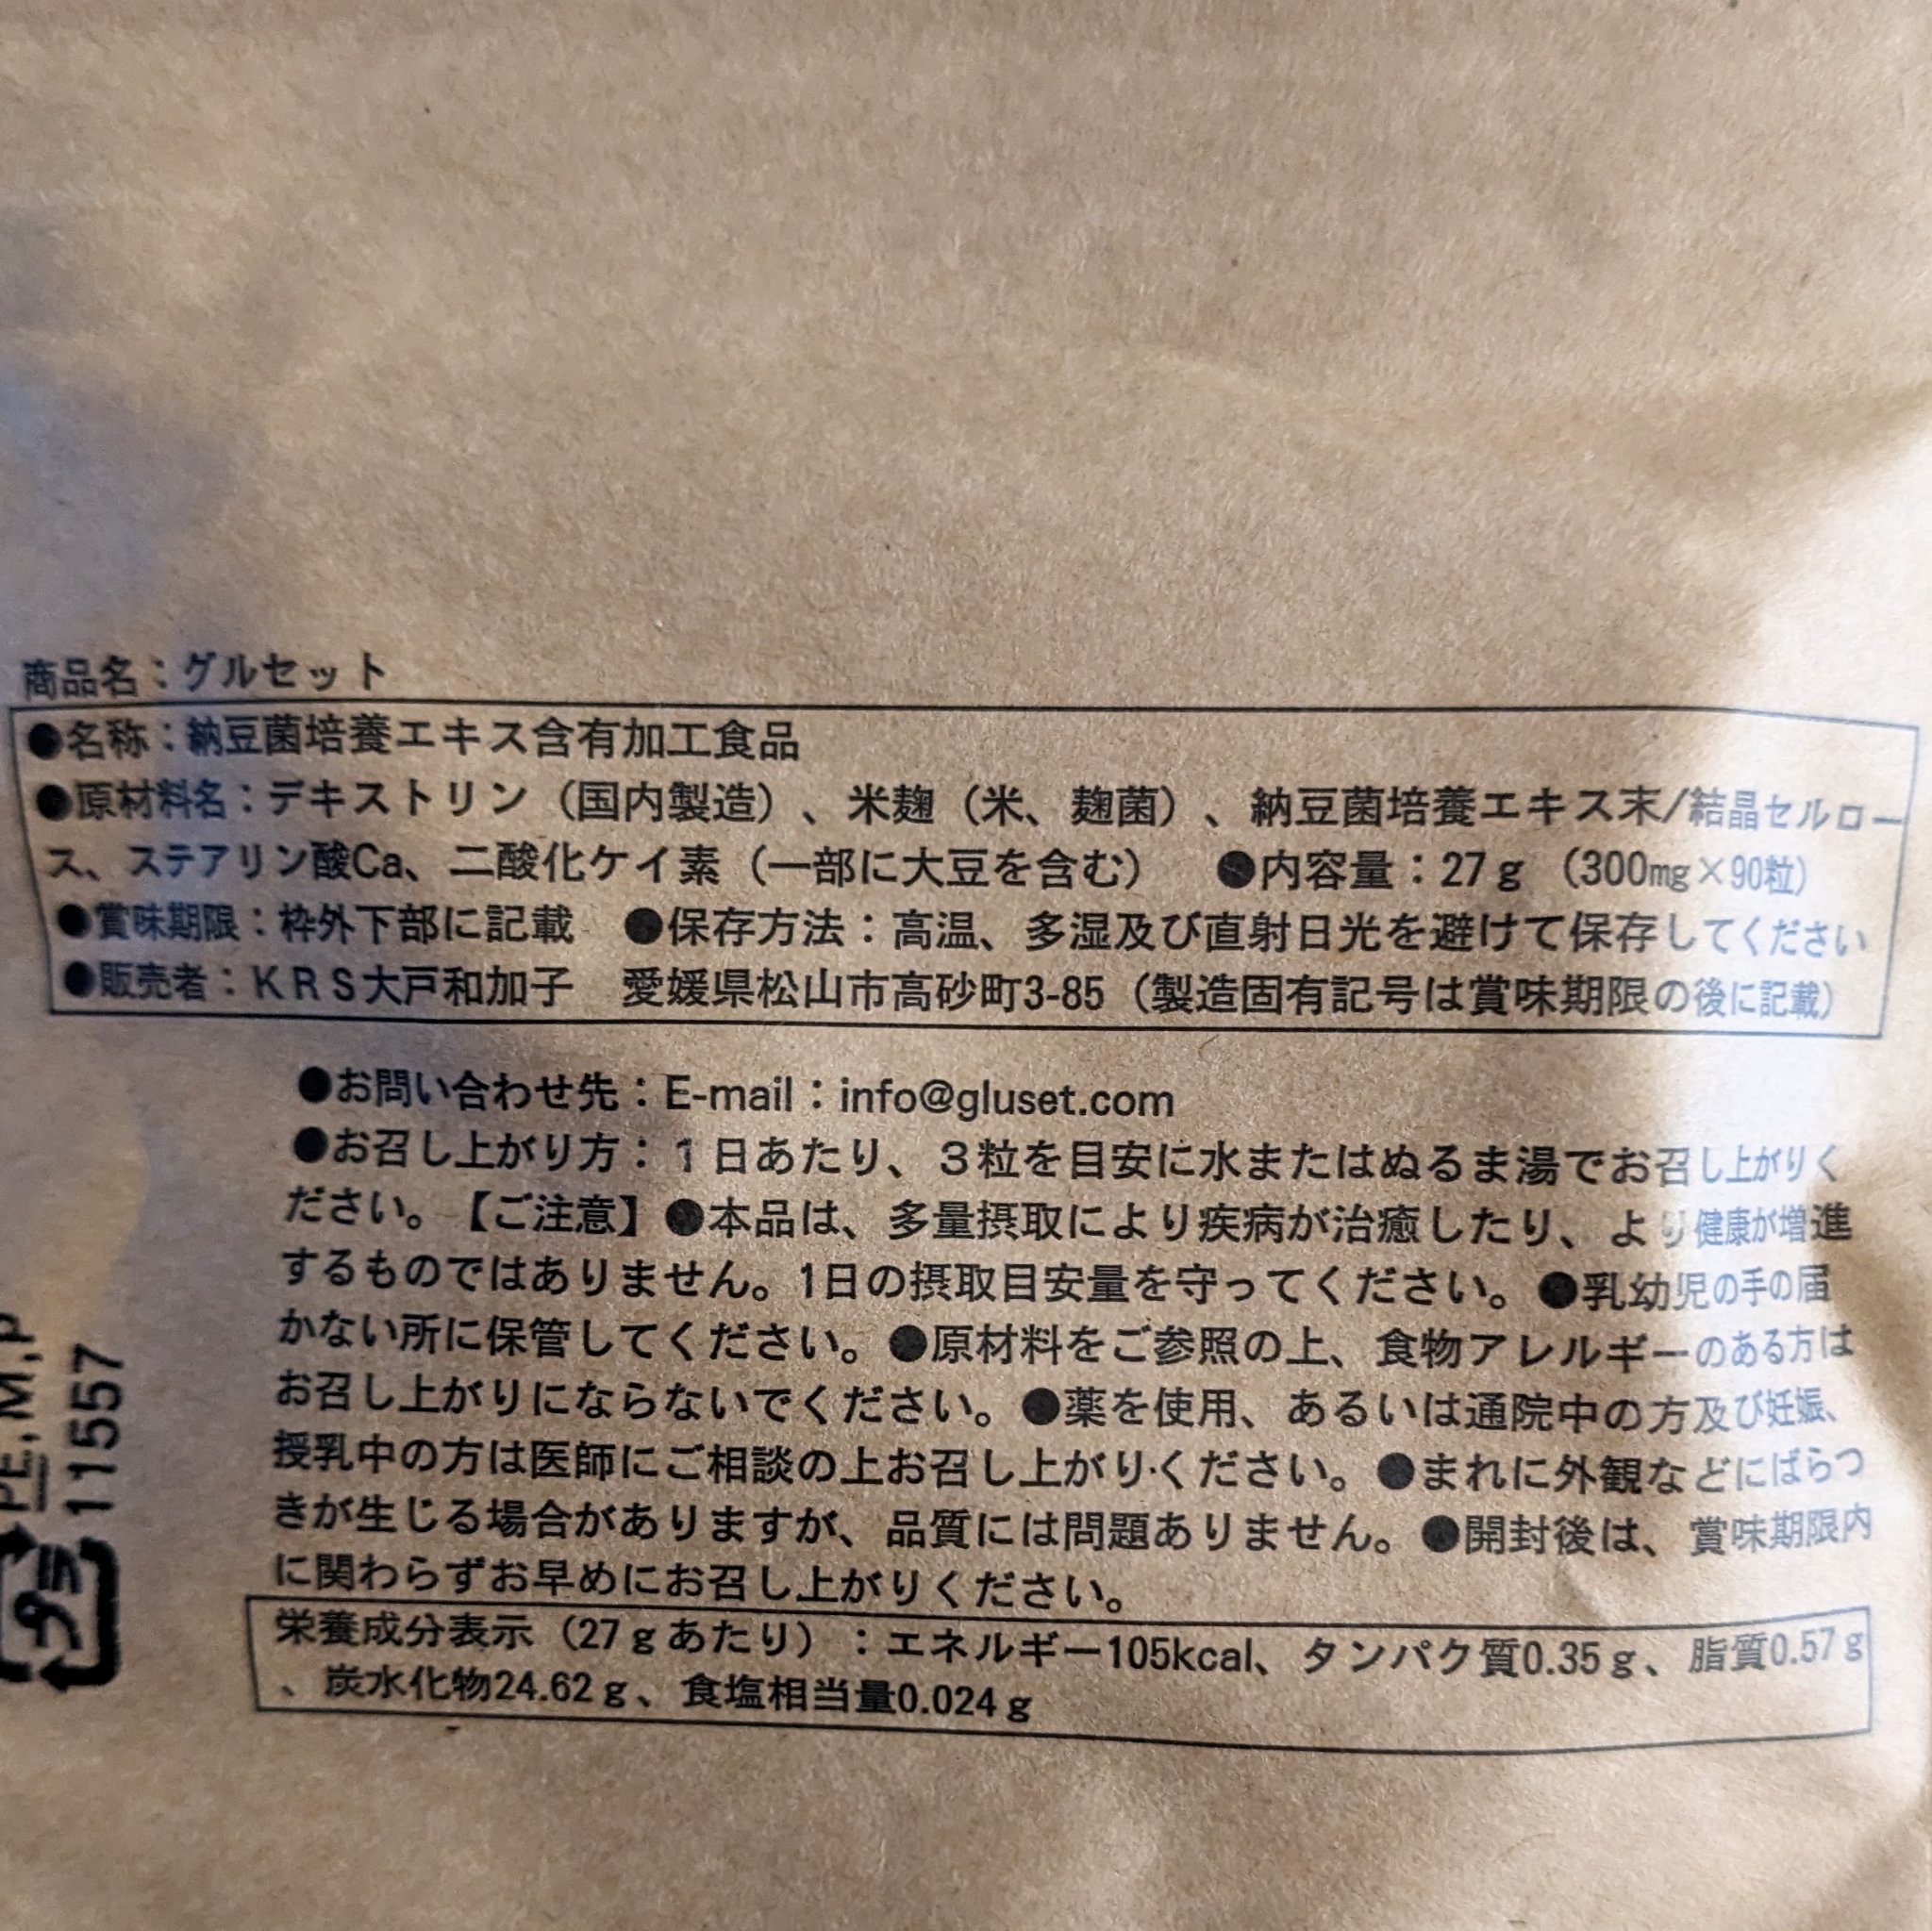 商品名：グルセット
●名称：納豆菌培養エキス含有加工食品
●原材料名：デキストリン（国内製造）、米麹（米、麹菌）、納豆菌培養エキス末/結晶セルロー
ス、ステアリン酸Ca、二酸化ケイ素（一部に大豆を含む）　●内容量：27ｇ（300㎎×90粒）
●賞味期限：枠外下部に記載　●保存方法：高温、多湿及び直射日光を避けて保存してください
●販売者：ＫＲＳ大戸和加子　愛媛県松山市高砂町3-85（製造固有記号は賞味期限の後に記載）
●お問い合わせ先：E-mail：info@gluset.com
●お召し上がり方：１日あたり、３粒を目安に水またはぬるま湯でお召し上がりく
ださい。【ご注意】●本品は、多量摂取により疾病が治癒したり、より健康が増進
するものではありません。1日の摂取目安量を守ってください。●乳幼児の手の届
かない所に保管してください。●原材料をご参照の上、食物アレルギーのある方は
お召し上がりにならないでください。●薬を使用、あるいは通院中の方及び妊娠、
授乳中の方は医師にご相談の上お召し上がりください。●まれに外観などにばらつ
きが生じる場合がありますが、品質には問題ありません。●開封後は、賞味期限内
に関わらずお早めにお召し上がりください。
栄養成分表示（27ｇあたり）：エネルギー105kcal、タンパク質0.35ｇ、脂質0.57ｇ
、炭水化物24.62ｇ、食塩相当量0.024ｇ
プラ
PE,M,P
11557